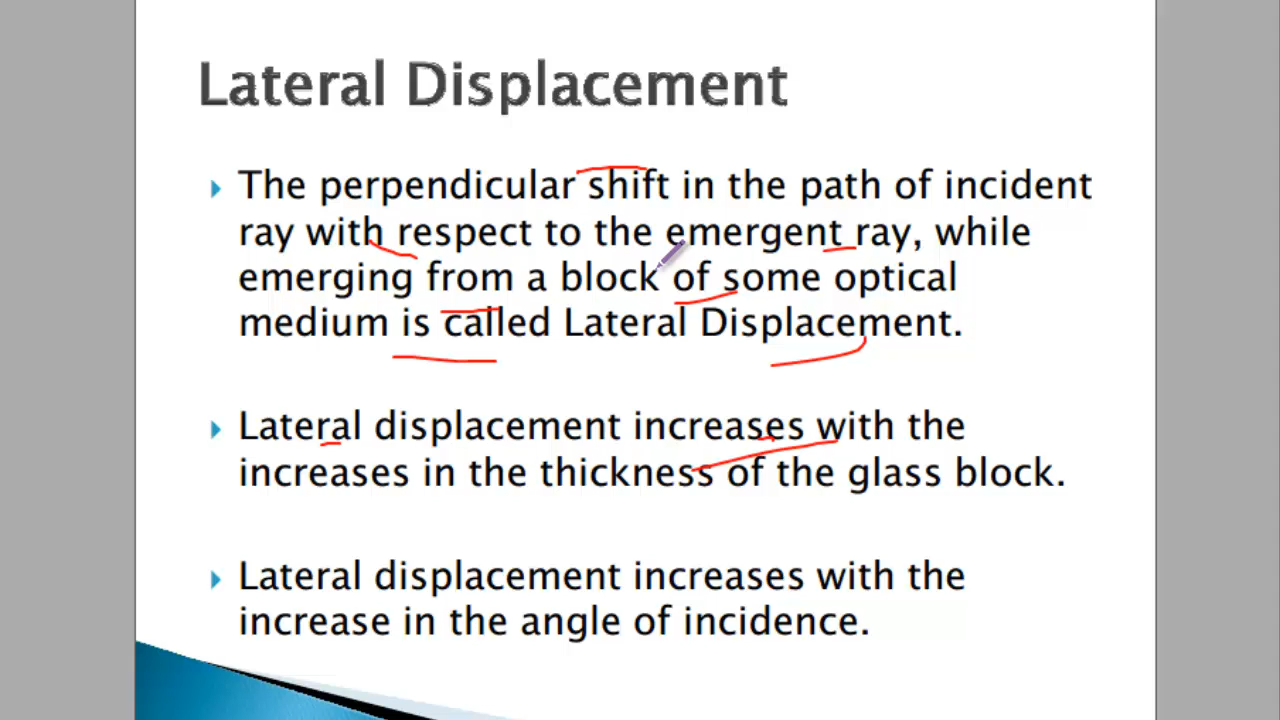 Lateral Displacement
The perpendicular shift in the path of incident
ray with respect to the emergent ray, while
emerging from a block of some optical
medium is called Lateral Displacement.
Lateral displacement increases with the
increases in the thickness of the glass block.
Lateral displacement increases with the
increase in the angle of incidence.